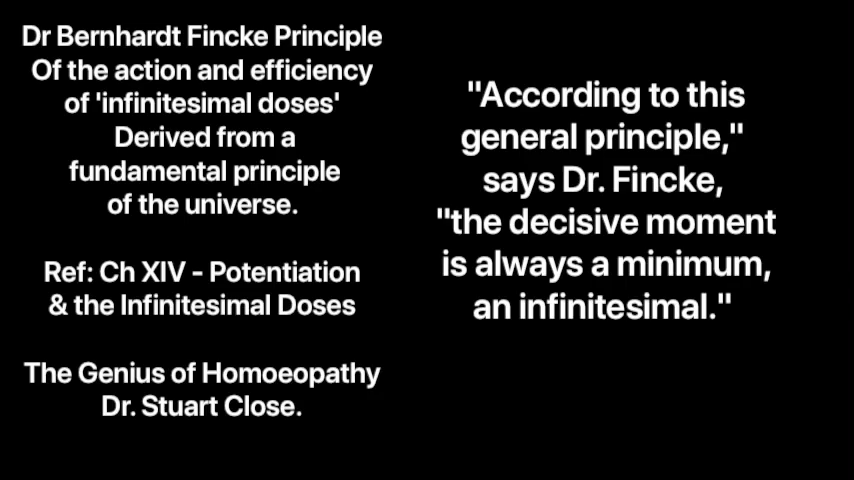 Dr Bernhardt Fincke Principle
Of the action and efficiency
of 'infinitesimal doses'
Derived from a
fundamental principle
of the universe.
Ref: Ch XIV - Potentiation
& the Infinitesimal Doses
The Genius of Homoeopathy
Dr. Stuart Close.
"According to this
general principle,"
says Dr. Fincke,
"the decisive moment
is always a minimum,
an infinitesimal."